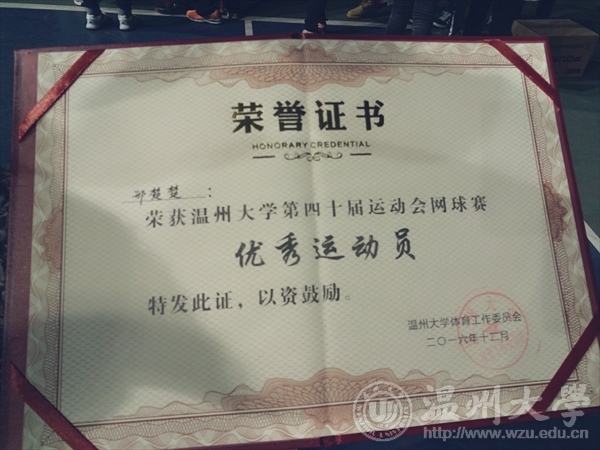 荣誉证书
HONORARY CREDENTIAL
邢楚楚：
荣获温州大学第四十届运动会网球赛
优秀运动员
特发此证，以资鼓励。
温州大学体育工作委员会
二〇一六年十二月
温州大学
http://www.wzu.edu.cn